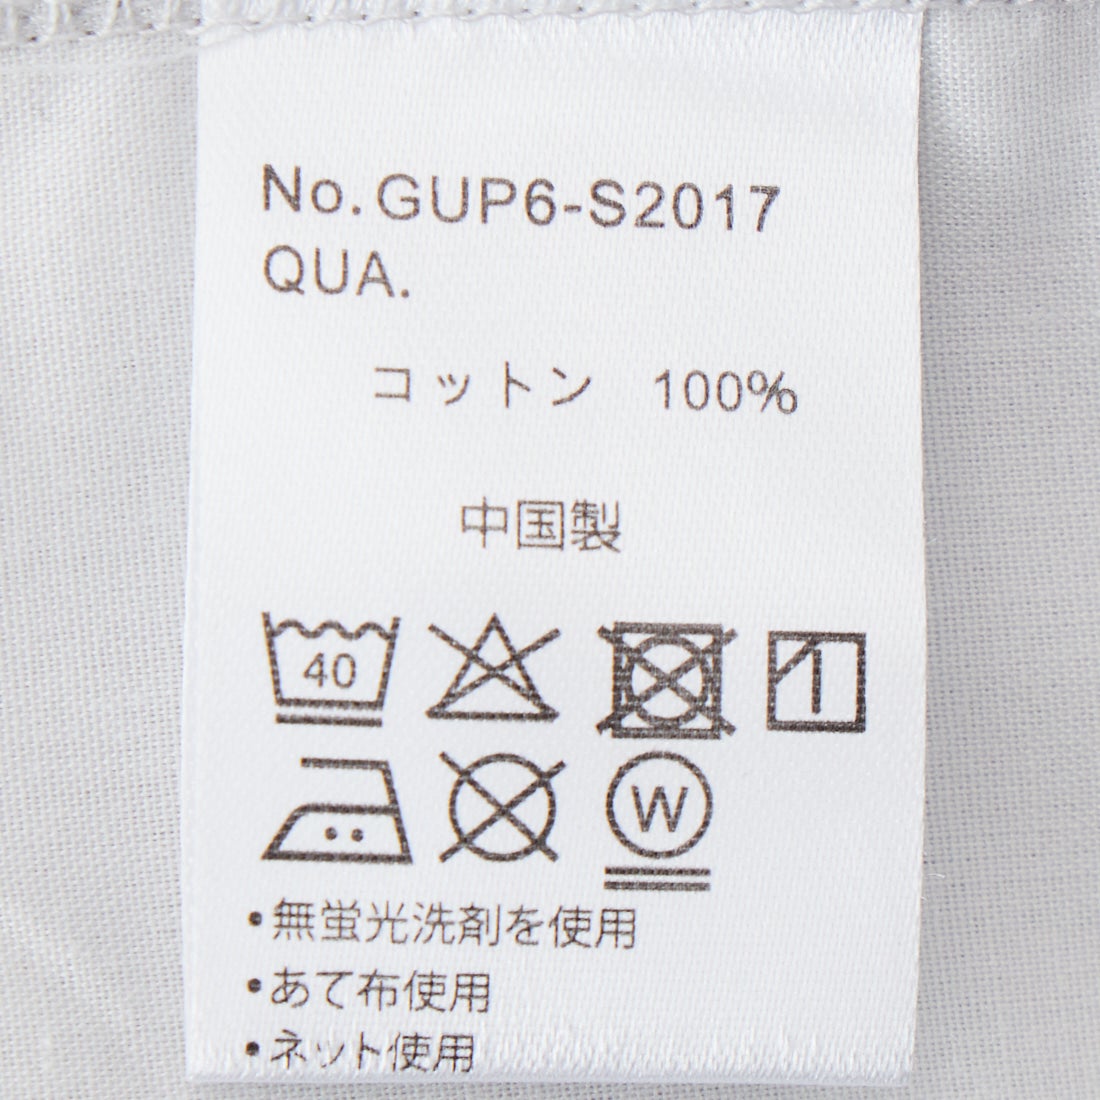 No.GUP6-S2017
QUA.
コットン 100%
中国製
40
W
•無蛍光洗剤を使用
•あて布使用
•ネット使用